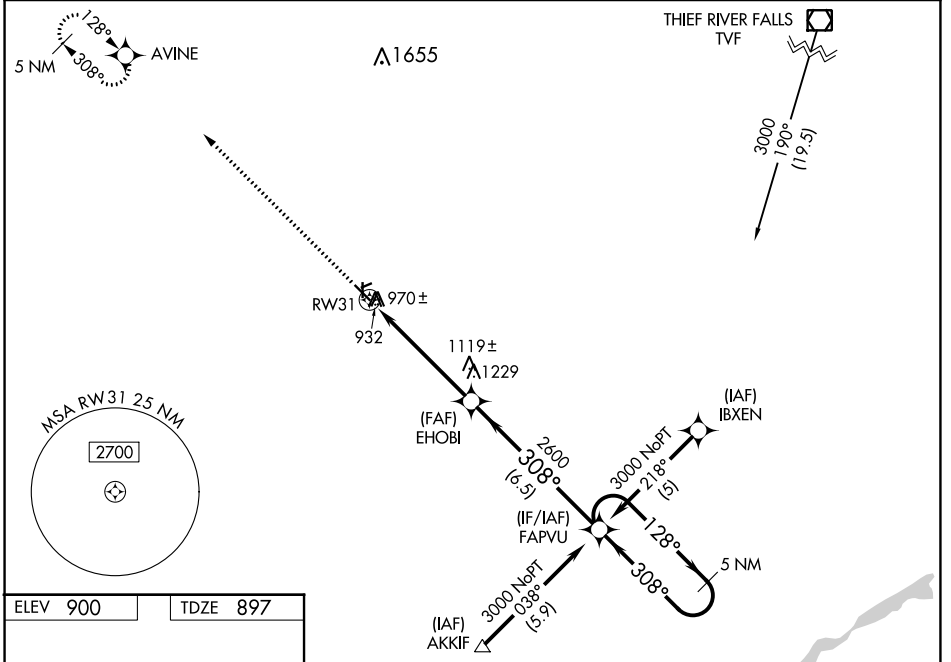 128°
308°
5 NM
AVINE
1655
THIEF RIVER FALLS
TVF
3000
190°
(19.5)
RW31
970±
932
1119±
1229
(FAF)
EHOBI
(IAF)
IBXEN
3000 NoPT
218°
(5)
2600
308°
(6.5)
(IF/IAF)
FAPVU
128°
308°
5 NM
3000 NoPT
038°
(5.9)
(IAF)
AKKIF
MSA RW31 25 NM
2700
ELEV 900
TDZE 897